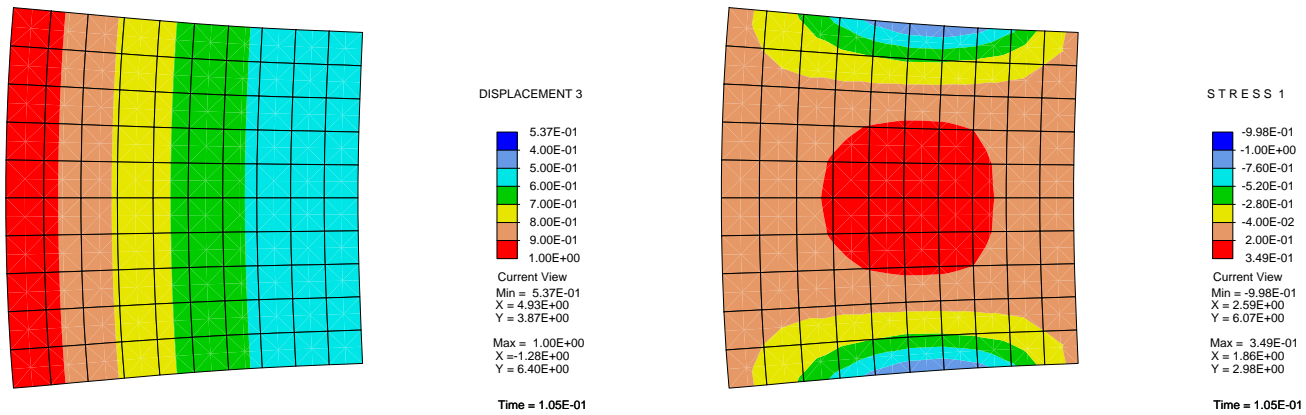 DISPLACEMENT 3
5.37E-01
4.00E-01
5.00E-01
6.00E-01
7.00E-01
8.00E-01
9.00E-01
1.00E+00
Current View
Min = 5.37E-01
X = 4.93E+00
Y = 3.87E+00
Max = 1.00E+00
X =-1.28E+00
Y = 6.40E+00
Time = 1.05E-01
S T R E S S 1
-9.98E-01
-1.00E+00
-7.60E-01
-5.20E-01
-2.80E-01
-4.00E-02
2.00E-01
3.49E-01
Current View
Min = -9.98E-01
X = 2.59E+00
Y = 6.07E+00
Max = 3.49E-01
X = 1.86E+00
Y = 2.98E+00
Time = 1.05E-01